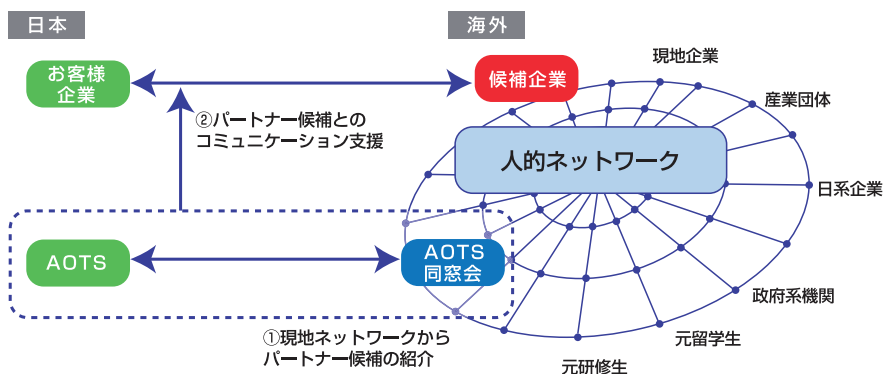 日本
海外
お客様
企業
候補企業
現地企業
産業団体
②パートナー候補との
コミュニケーション支援
人的ネットワーク
日系企業
AOTS
AOTS
同窓会
政府系機関
①現地ネットワークから
パートナー候補の紹介
元留学生
元研修生